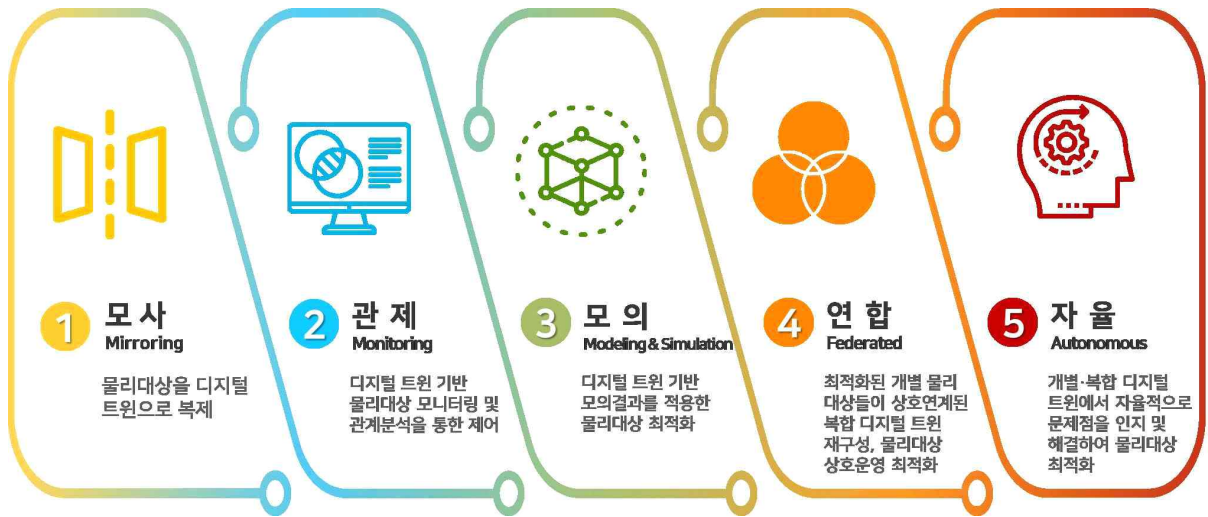 1
모 사
Mirroring
물리대상을 디지털
트윈으로 복제
2
관 제
Monitoring
디지털 트윈 기반
물리대상 모니터링 및
관계분석을 통한 제어
3
모 의
Modeling & Simulation
디지털 트윈 기반
모의결과를 적용한
물리대상 최적화
4
연 합
Federated
최적화된 개별 물리
대상들이 상호연계된
복합 디지털 트윈
재구성, 물리대상
상호운영 최적화
5
자 율
Autonomous
개별·복합 디지털
트윈에서 자율적으로
문제점을 인지 및
해결하여 물리대상
최적화